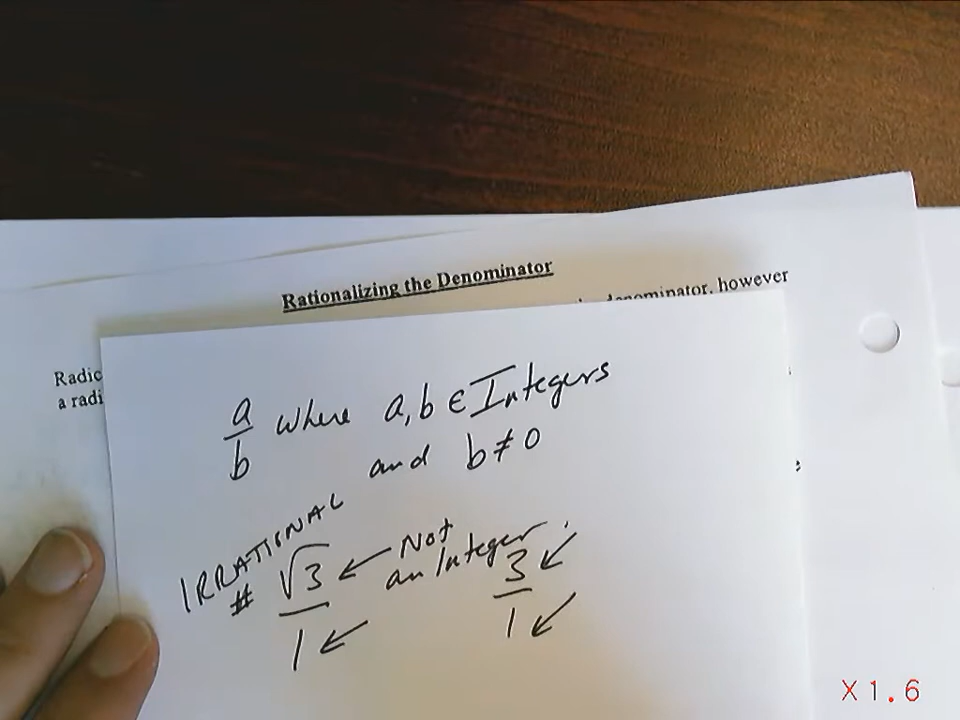 Rationalizing the Denominator
denominator, however
Radic
a radi
a/b where a, b ∈ Integers
and b ≠ 0
IRRATIONAL
# √3/1 ← Not
an Integer
3/1
X1.6